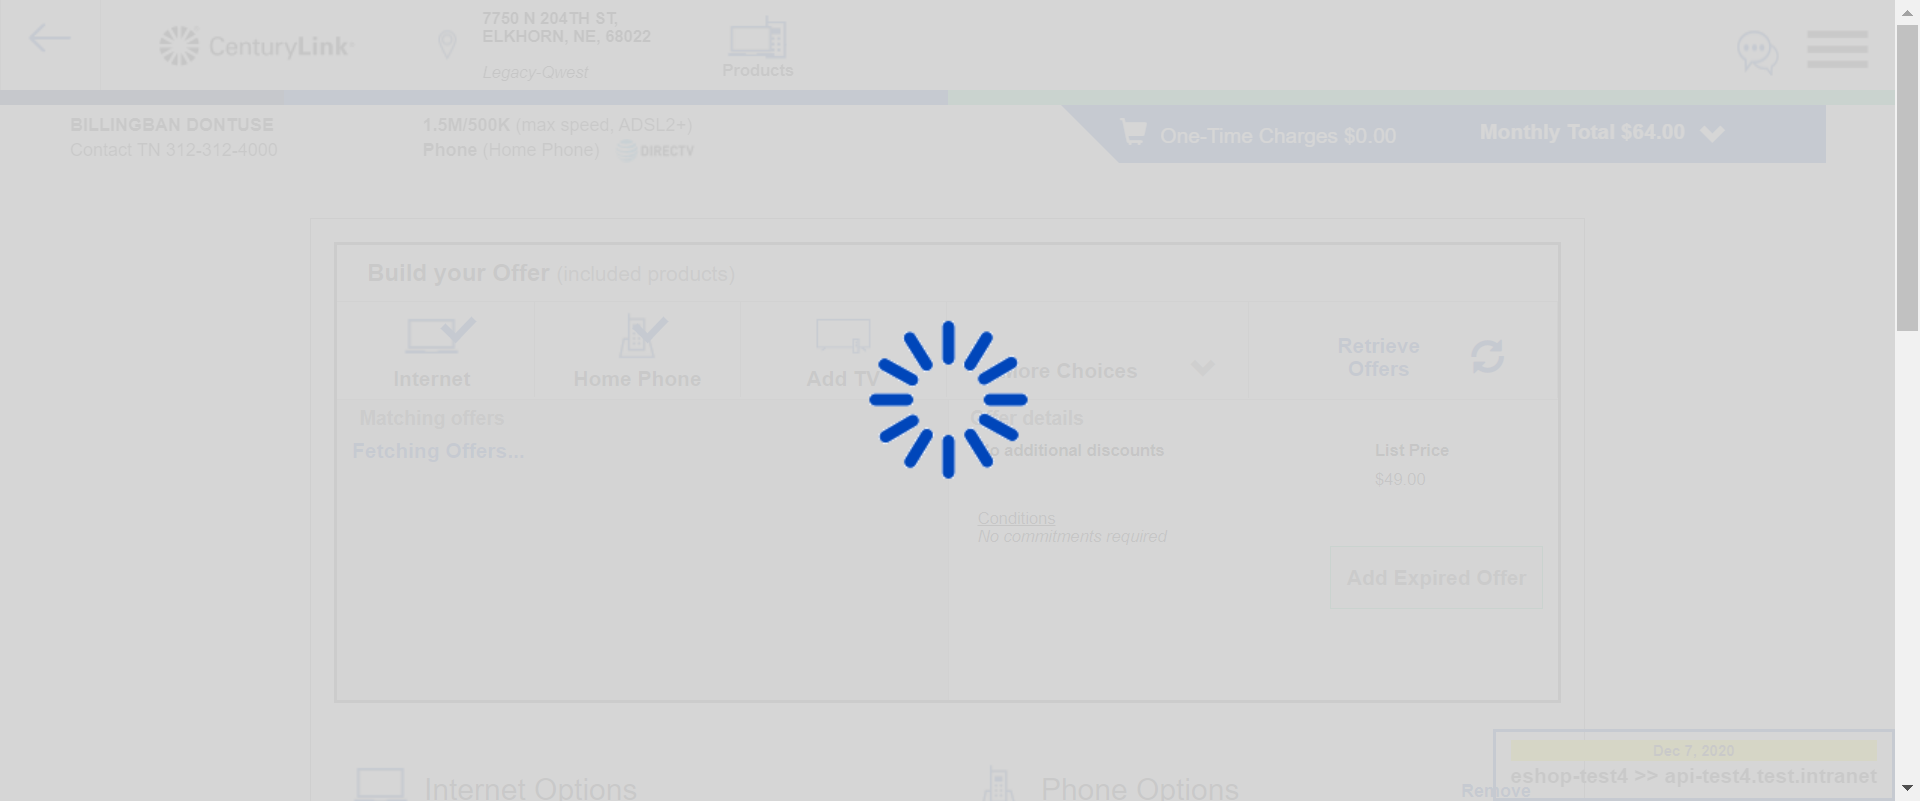 CenturyLink
7750 N 204TH ST,
ELKHORN, NE, 68022
Legacy-Qwest
Products
BILLINGBAN DONTUSE
Contact TN 312-312-4000
1.5M/500K (max speed, ADSL2+)
Phone (Home Phone) DIRECTV
One-Time Charges $0.00
Monthly Total $64.00
Build your Offer (included products)
Internet
Home Phone
Add TV
More Choices
Retrieve
Offers
Matching offers
Fetching Offers...
Offer details
No additional discounts
List Price
$49.00
Conditions
No commitments required
Add Expired Offer
Internet Options
Phone Options
Remove
Dec 7, 2020
eshop-test4 >> api-test4.test.intranet